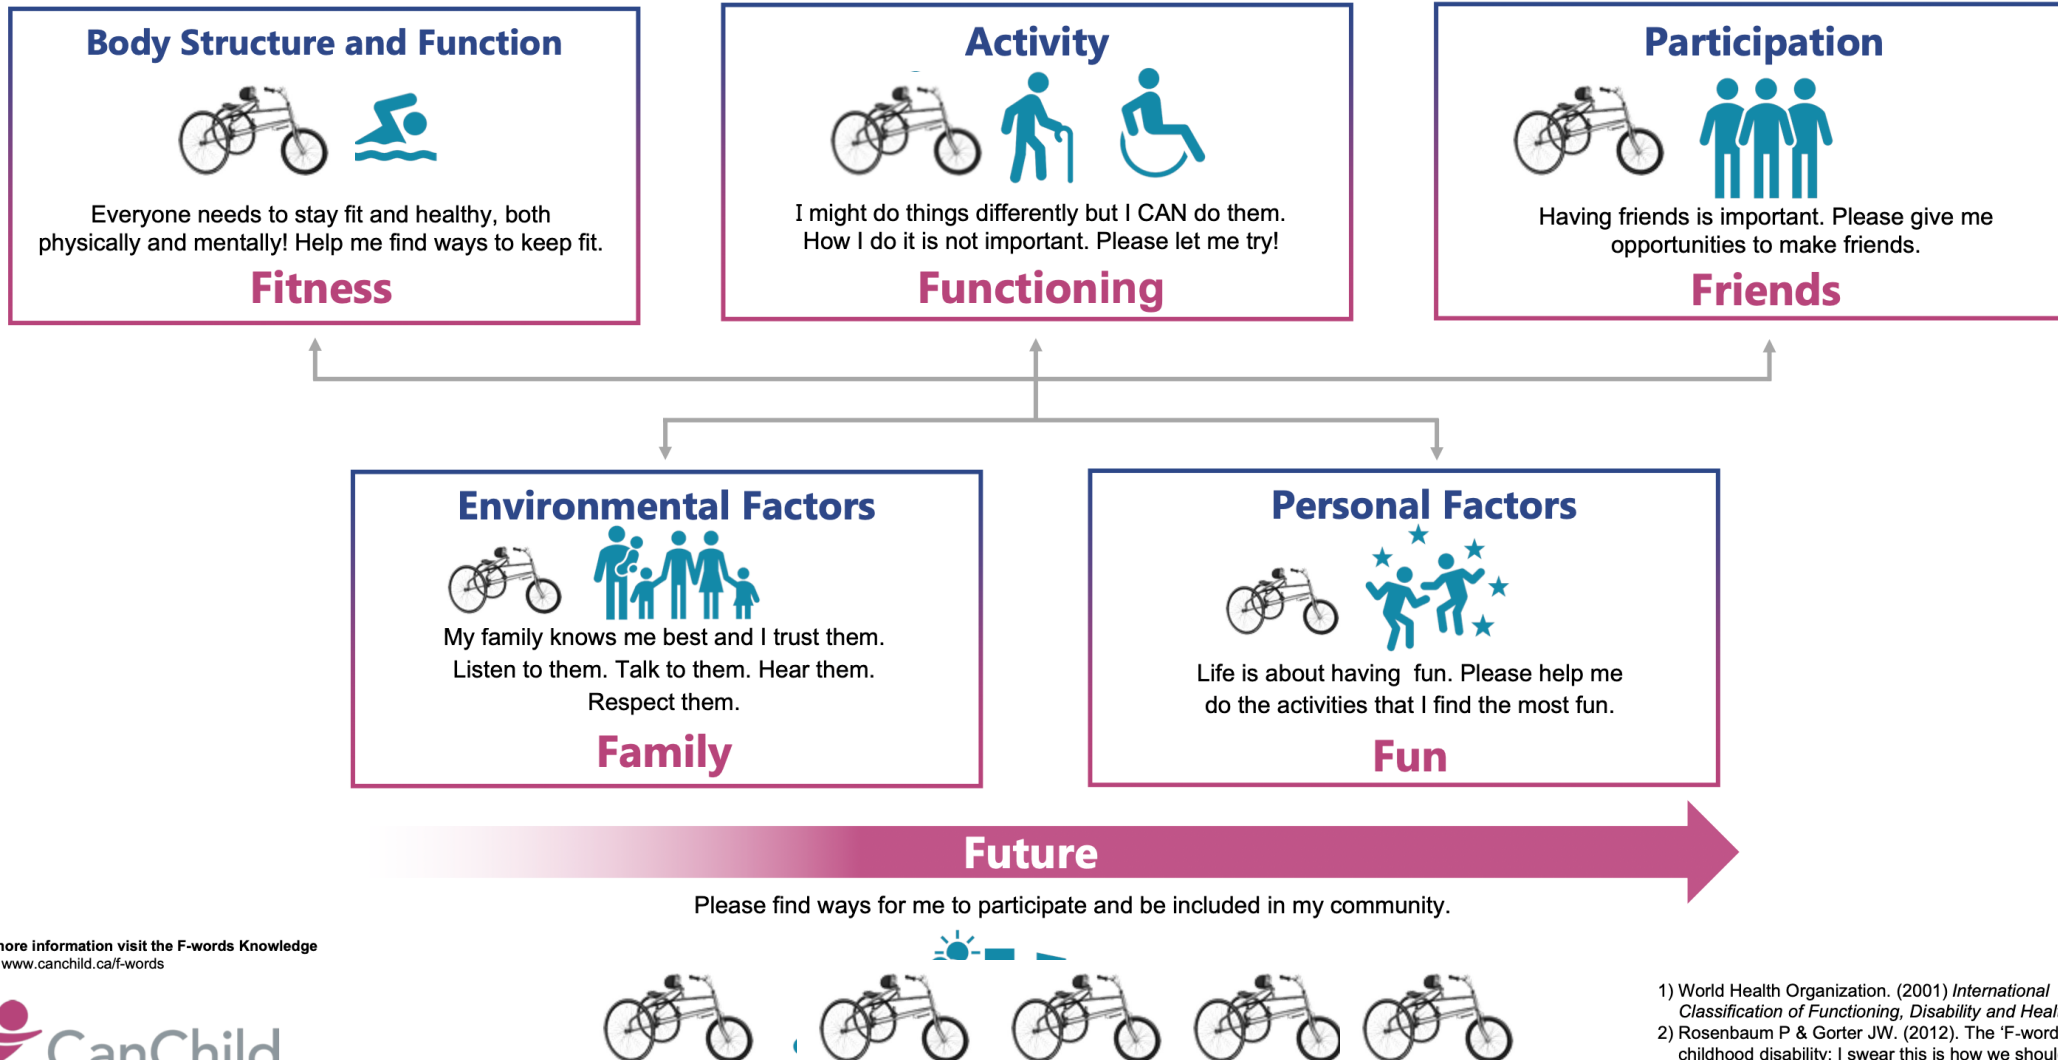 Body Structure and Function
Everyone needs to stay fit and healthy, both
physically and mentally! Help me find ways to keep fit.
Fitness
Activity
I might do things differently but I CAN do them.
How I do it is not important. Please let me try!
Functioning
Participation
Having friends is important. Please give me
opportunities to make friends.
Friends
Environmental Factors
My family knows me best and I trust them.
Listen to them. Talk to them. Hear them.
Respect them.
Family
Personal Factors
Life is about having  fun. Please help me
do the activities that I find the most fun.
Fun
Future
Please find ways for me to participate and be included in my community.
more information visit the F-words Knowledge
www.canchild.ca/f-words
CanChild
1) World Health Organization. (2001) International
Classification of Functioning, Disability and Heal
2) Rosenbaum P & Gorter JW. (2012). The ‘F-word
childhood disability: I swear this is how we shoul